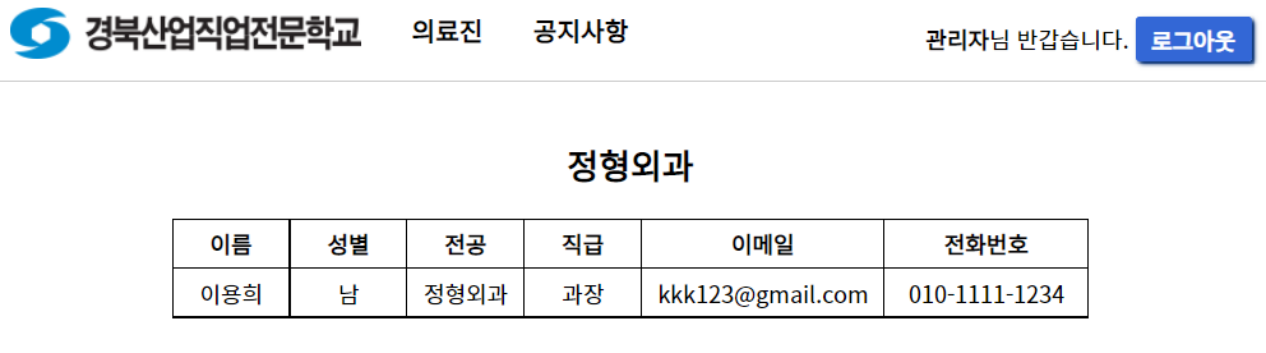 경북산업직업전문학교 의료진 공지사항 관리자님 반갑습니다. 로그아웃
정형외과
이름 성별 전공 직급 이메일 전화번호
이용희 남 정형외과 과장 kkk123@gmail.com 010-1111-1234